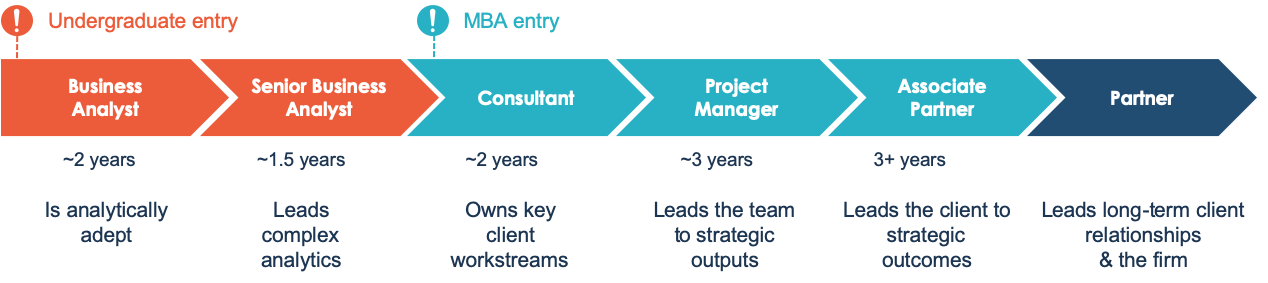 Undergraduate entry
MBA entry
Business
Analyst
Senior Business
Analyst
Consultant
Project
Manager
Associate
Partner
Partner
~2 years
~1.5 years
~2 years
~3 years
3+ years
Is analytically
adept
Leads
complex
analytics
Owns key
client
workstreams
Leads the team
to strategic
outputs
Leads the client to
strategic
outcomes
Leads long-term client
relationships
& the firm